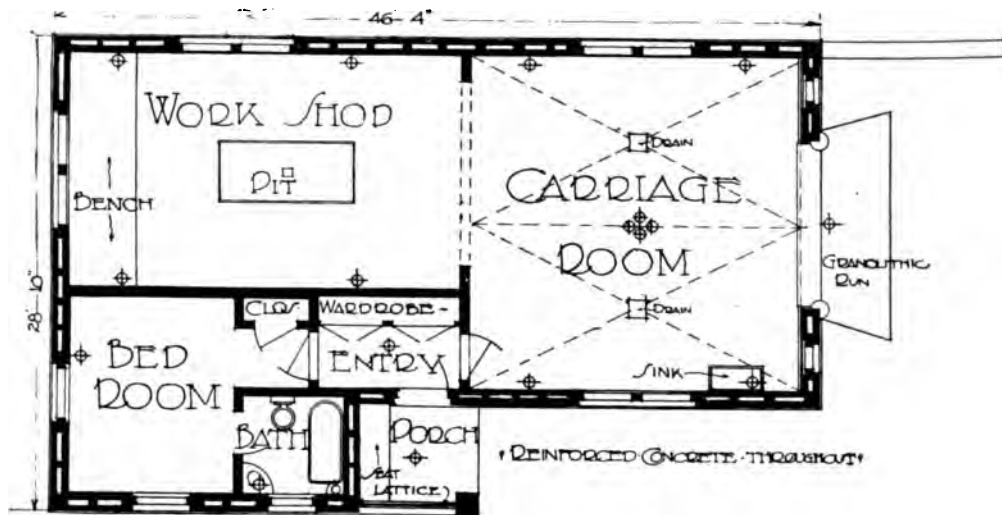 46-4"
WORK SHOP
PIT
BENCH
DRAIN
CARRIAGE
ROOM
DRAIN
GRANOLITHIC
RUN
28'-10"
CLOS.
WARDROBE-
ENTRY
BED
ROOM
SINK
BATH
PORCH
SEAT
LATTICE
REINFORCED CONCRETE-THROUGHOUT